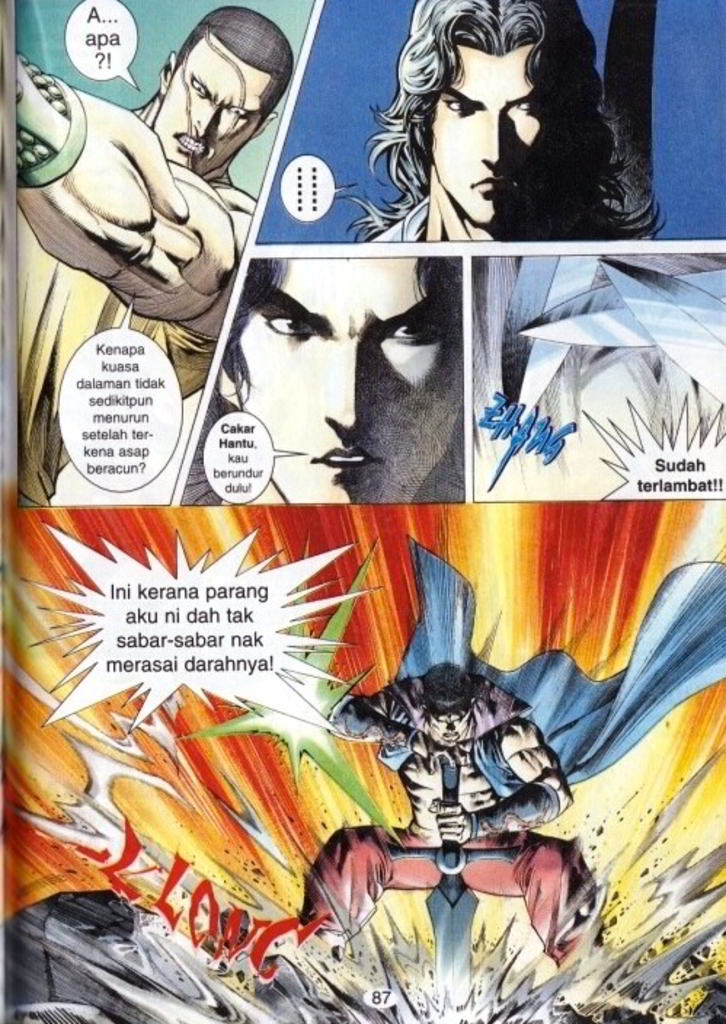 A...
apa
?!
Kenapa
kuasa
dalaman tidak
sedikitpun
menurun
setelah ter-
kena asap
beracun?
Cakar
Hantu,
kau
berundur
dulu!
ZHANG
Sudah
terlambat!!
Ini kerana parang
aku ni dah tak
sabar-sabar nak
merasai darahnya!
KLONG
87